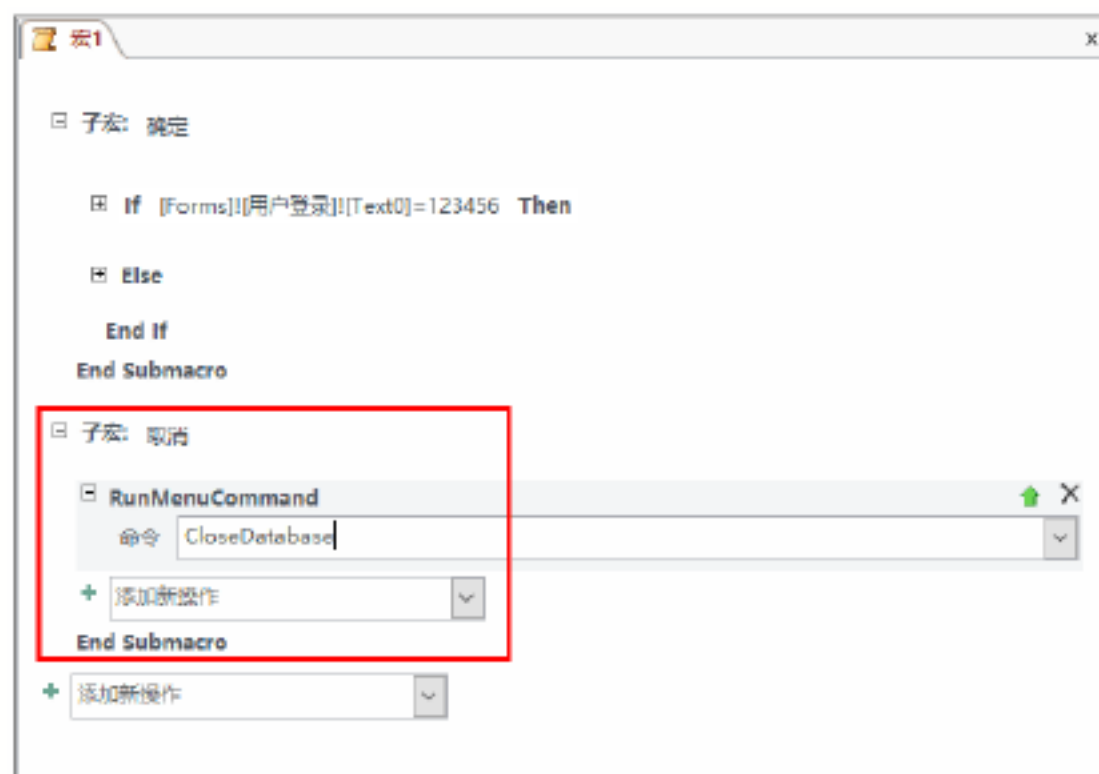 宏1
子宏: 确定
If [Forms]![用户登录]![Text0]=123456 Then
Else
End If
End Submacro
子宏: 取消
RunMenuCommand
命令 CloseDatabase
添加新操作
End Submacro
添加新操作